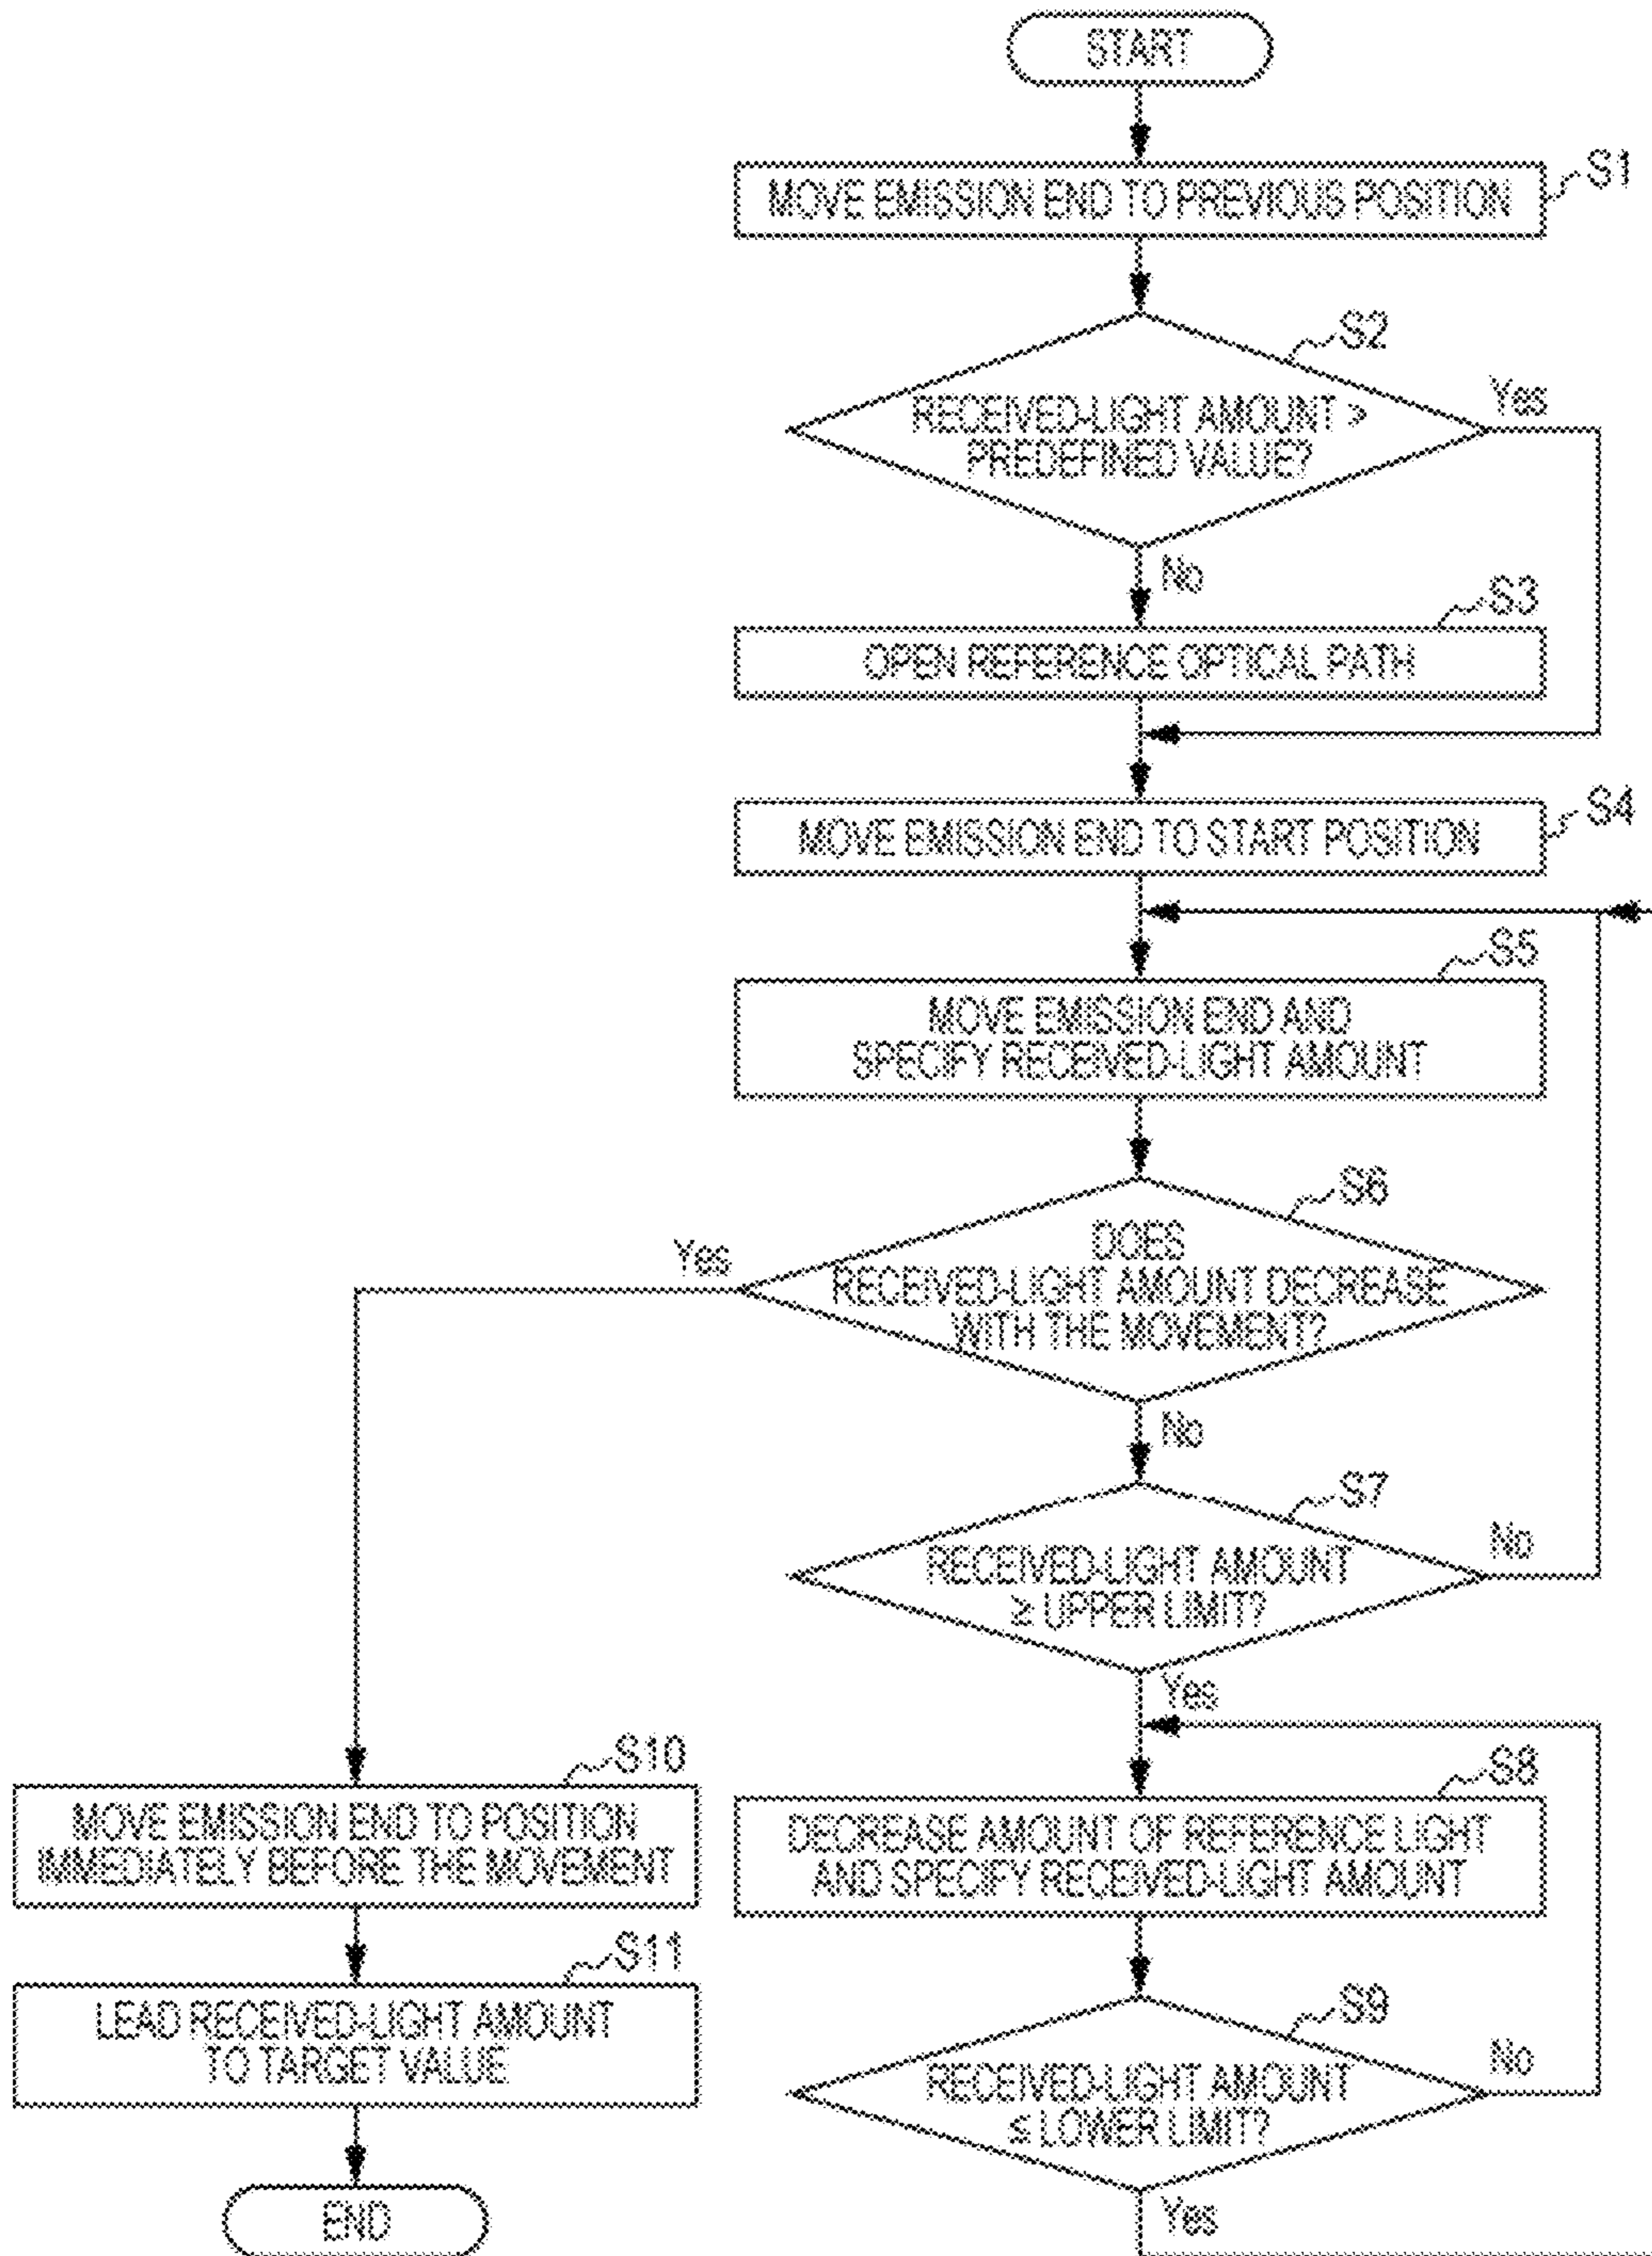 START
MOVE EMISSION END TO PREVIOUS POSITION
S1
S2
RECEIVED-LIGHT AMOUNT >
PREDEFINED VALUE?
Yes
No
S3
OPEN REFERENCE OPTICAL PATH
MOVE EMISSION END TO START POSITION
S4
S5
MOVE EMISSION END AND
SPECIFY RECEIVED-LIGHT AMOUNT
S6
DOES
RECEIVED-LIGHT AMOUNT DECREASE
WITH THE MOVEMENT?
Yes
No
S7
RECEIVED-LIGHT AMOUNT
≥ UPPER LIMIT?
No
Yes
S8
DECREASE AMOUNT OF REFERENCE LIGHT
AND SPECIFY RECEIVED-LIGHT AMOUNT
S9
RECEIVED-LIGHT AMOUNT
≤ LOWER LIMIT?
No
Yes
S10
MOVE EMISSION END TO POSITION
IMMEDIATELY BEFORE THE MOVEMENT
S11
LEAD RECEIVED-LIGHT AMOUNT
TO TARGET VALUE
END